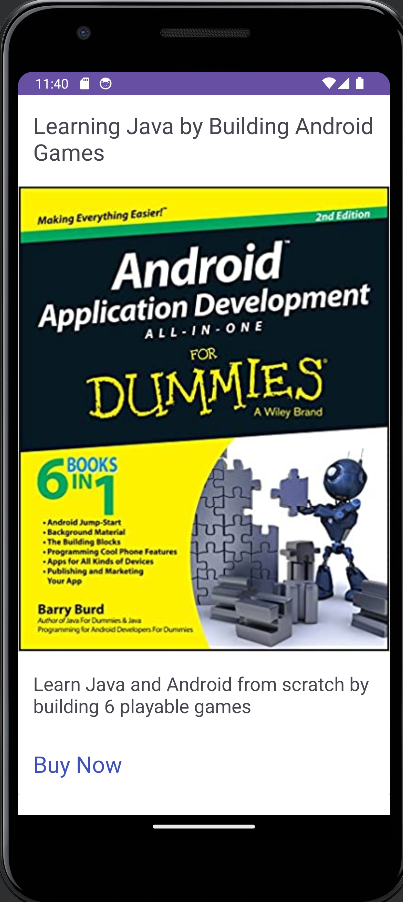 11:40
Learning Java by Building Android
Games
Making Everything Easier!™
2nd Edition
Android™
Application Development
ALL-IN-ONE
FOR
DUMMIES®
A Wiley Brand
6 BOOKS
IN 1
• Android Jump-Start
• Background Material
• The Building Blocks
• Programming Cool Phone Features
• Apps for All Kinds of Devices
• Publishing and Marketing
Your App
Barry Burd
Author of Java For Dummies & Java
Programming for Android Developers For Dummies
Learn Java and Android from scratch by
building 6 playable games
Buy Now